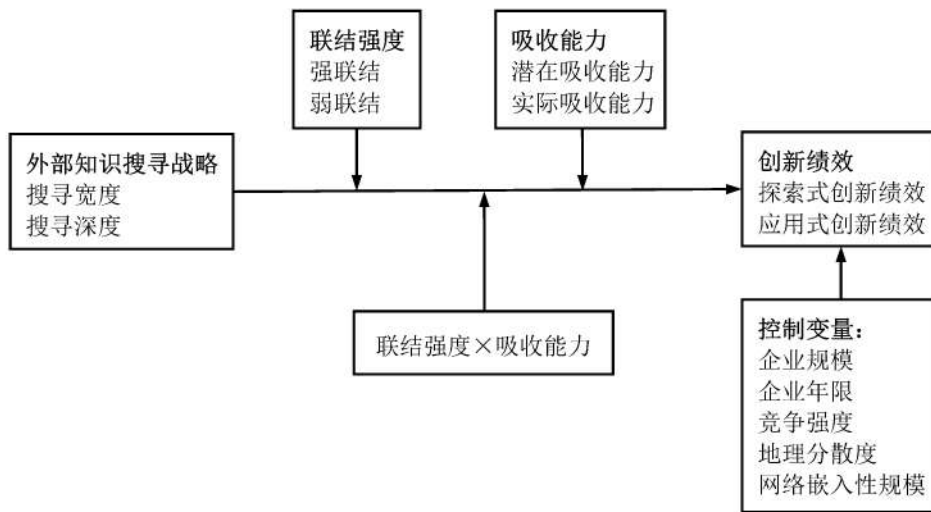 联结强度
强联结
弱联结
吸收能力
潜在吸收能力
实际吸收能力
外部知识搜寻战略
搜寻宽度
搜寻深度
创新绩效
探索式创新绩效
应用式创新绩效
联结强度×吸收能力
控制变量：
企业规模
企业年限
竞争强度
地理分散度
网络嵌入性规模